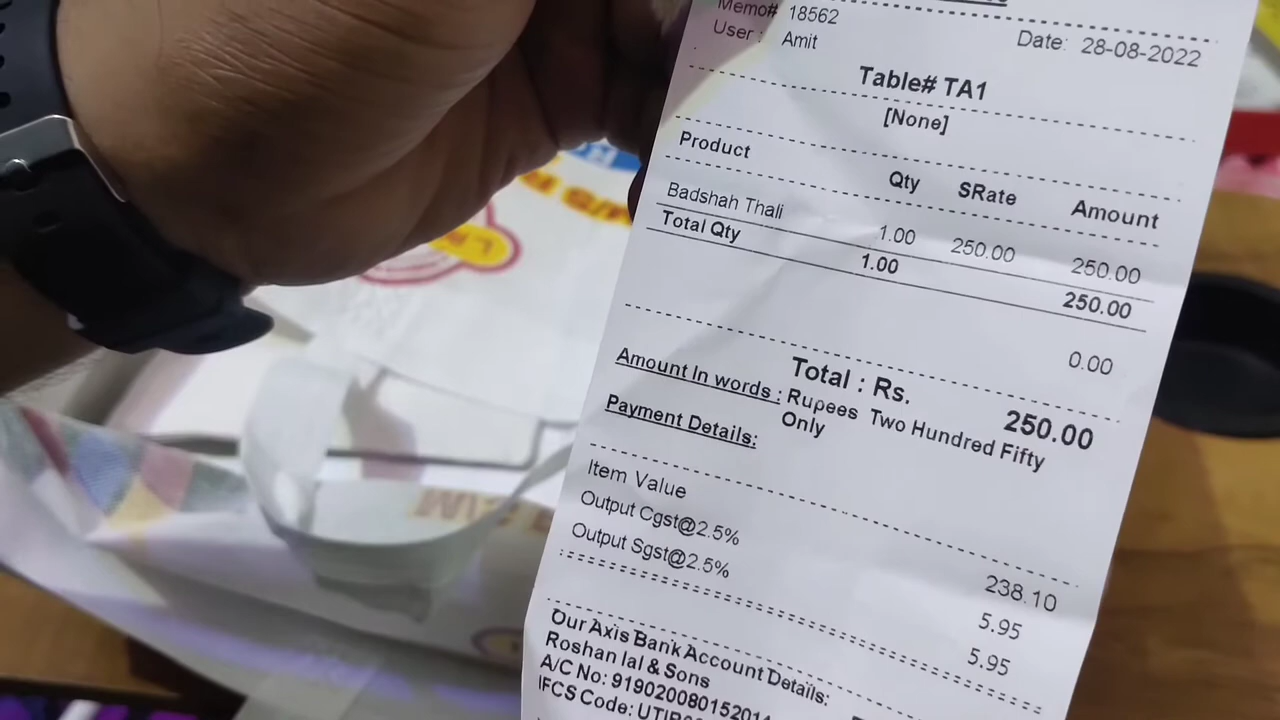 Memo# 18562 Date: 28-08-2022
User : Amit
Table# TA1
[None]
Product Qty SRate Amount
Badshah Thali 1.00 250.00 250.00
Total Qty 1.00 250.00
0.00
Total : Rs. 250.00
Amount In words : Rupees Two Hundred Fifty
Only
Payment Details:
Item Value 238.10
Output Cgst@2.5% 5.95
Output Sgst@2.5% 5.95
Our Axis Bank Account Details:
Roshan lal & Sons
A/C No:
IFCS Code: